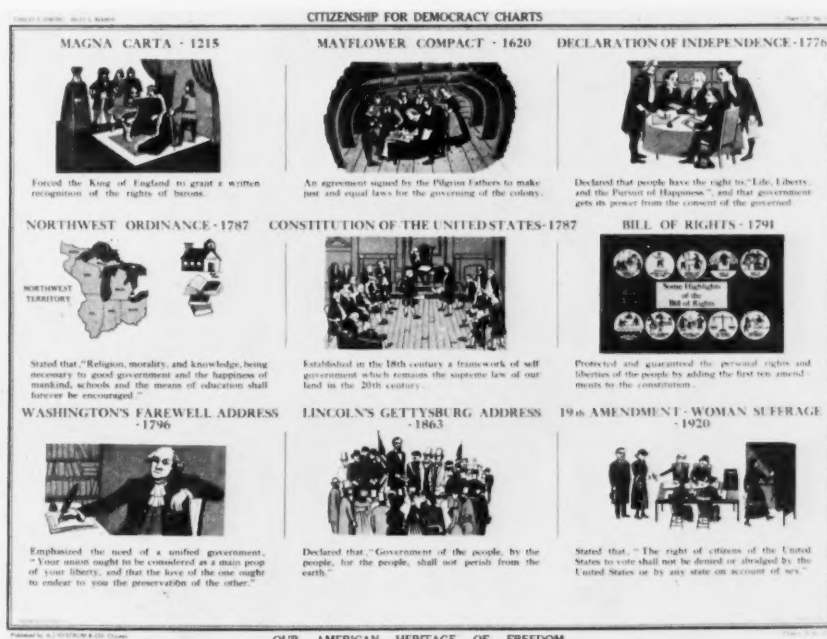 CITIZENSHIP FOR DEMOCRACY CHARTS
MAGNA CARTA - 1215
Forced the King of England to grant a written
recognition of the rights of barons.
MAYFLOWER COMPACT - 1620
An agreement signed by the Pilgrim Fathers to make
just and equal laws for the governing of the colony.
DECLARATION OF INDEPENDENCE - 1776
Declared that people have the right to, "Life, Liberty,
and the Pursuit of Happiness", and that government
gets its power from the consent of the governed
NORTHWEST ORDINANCE - 1787
NORTHWEST
TERRITORY
Stated that, "Religion, morality, and knowledge, being
necessary to good government and the happiness of
mankind, schools and the means of education shall
forever be encouraged."
CONSTITUTION OF THE UNITED STATES - 1787
Established in the 18th century a framework of self
government which remains the supreme law of our
land in the 20th century.
BILL OF RIGHTS - 1791
Some Highlights
of the
Bill of Rights
Protected and guaranteed the personal rights and
liberties of the people by adding the first ten amend-
ments to the constitution.
WASHINGTON'S FAREWELL ADDRESS
- 1796
Emphasized the need of a unified government,
"Your union ought to be considered as a main prop
of your liberty, and that the love of the one ought
to endear to you the preservation of the other."
LINCOLN'S GETTYSBURG ADDRESS
- 1863
Declared that, "Government of the people, by the
people, for the people, shall not perish from the
earth."
19th AMENDMENT - WOMAN SUFFRAGE
- 1920
Stated that, "The right of citizens of the United
States to vote shall not be denied or abridged by the
United States or by any state on account of sex."
Published by A.J. NYSTROM & CO., Chicago
OUR AMERICAN HERITAGE OF FREEDOM